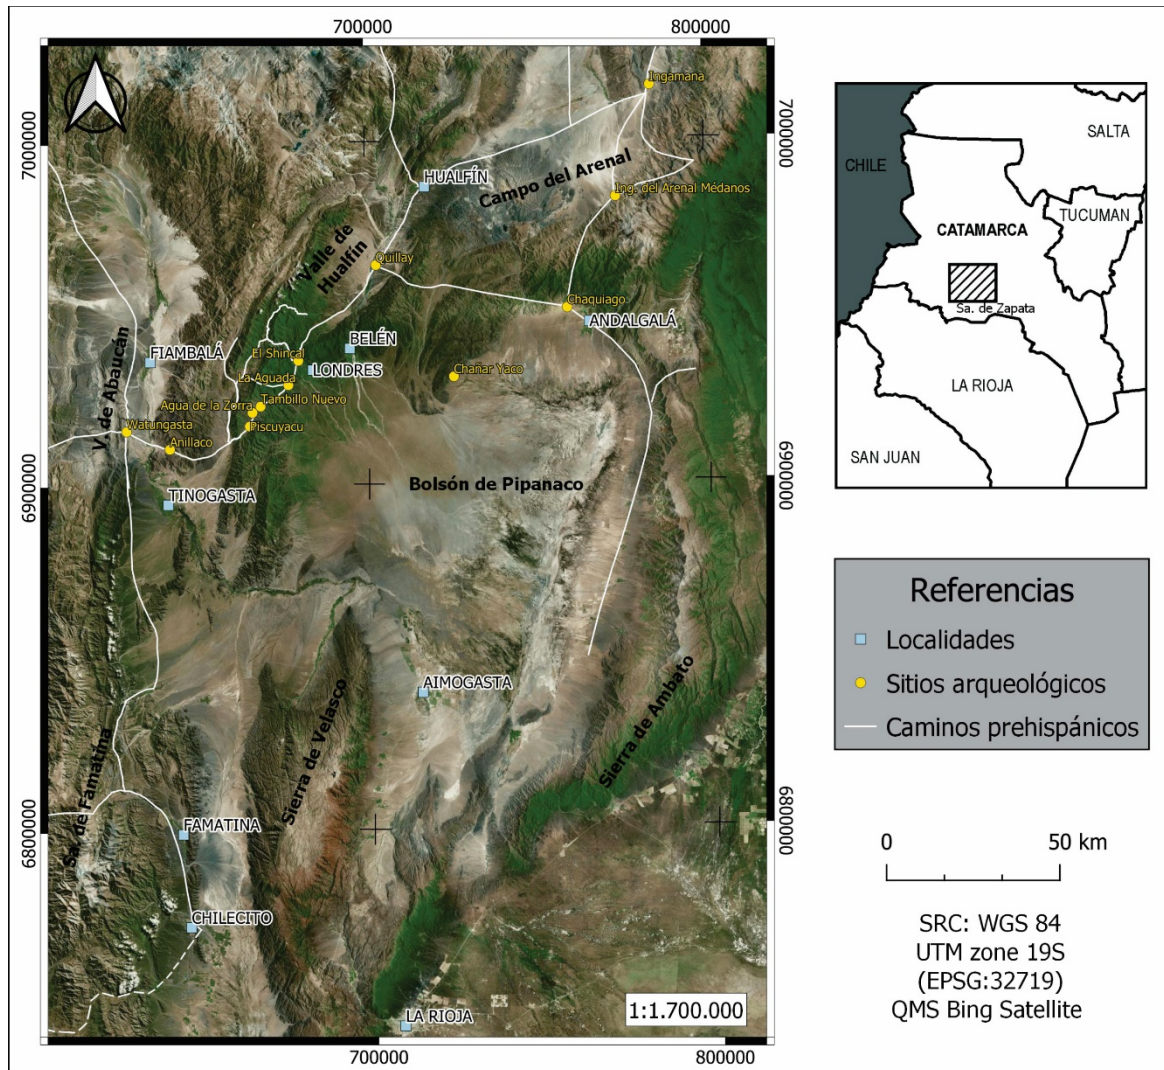 700000
800000
7000000
7000000
Ingamana
HUALFÍN
Campo del Arenal
Ing. del Arenal Médanos
Valle de
Hualfín
Quillay
Chaquiago
ANDALGALÁ
BELÉN
El Shincal
LONDRES
Chañar Yaco
FIAMBALÁ
V. de Abaucán
La Aguada
Tambillo Nuevo
Agua de la Zorra
Piscuyacu
Watungasta
Anillaco
TINOGASTA
Bolsón de Pipanaco
6900000
6900000
AIMOGASTA
Sierra de Velasco
Sierra de Ambato
Sa. de Famatina
FAMATINA
6800000
6800000
CHILECITO
LA RIOJA
1:1.700.000
700000
800000
SALTA
CHILE
TUCUMAN
CATAMARCA
Sa. de Zapata
LA RIOJA
SAN JUAN
Referencias
Localidades
Sitios arqueológicos
Caminos prehispánicos
0 50 km
SRC: WGS 84
UTM zone 19S
(EPSG:32719)
QMS Bing Satellite